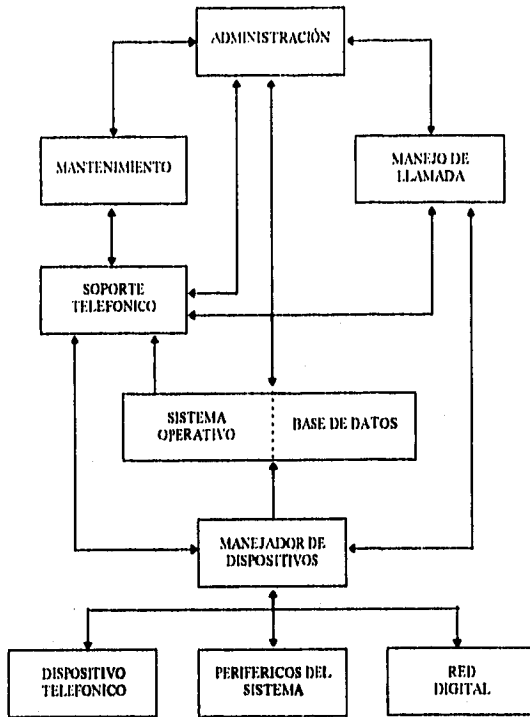 ADMINISTRACIÓN
MANTENIMIENTO
MANEJO DE
LLAMADA
SOPORTE
TELEFONICO
SISTEMA
OPERATIVO
BASE DE DATOS
MANEJADOR DE
DISPOSITIVOS
DISPOSITIVO
TELEFONICO
PERIFERICOS DEL
SISTEMA
RED
DIGITAL